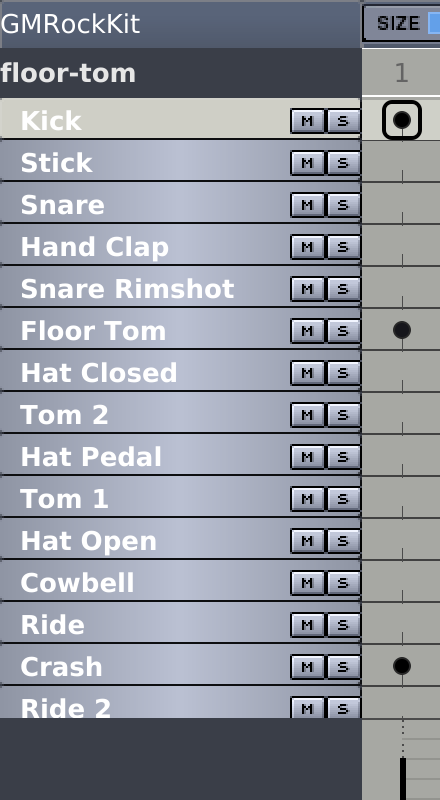 GMRockKit SIZE
floor-tom 1
Kick M S
Stick M S
Snare M S
Hand Clap M S
Snare Rimshot M S
Floor Tom M S
Hat Closed M S
Tom 2 M S
Hat Pedal M S
Tom 1 M S
Hat Open M S
Cowbell M S
Ride M S
Crash M S
Ride 2 M S